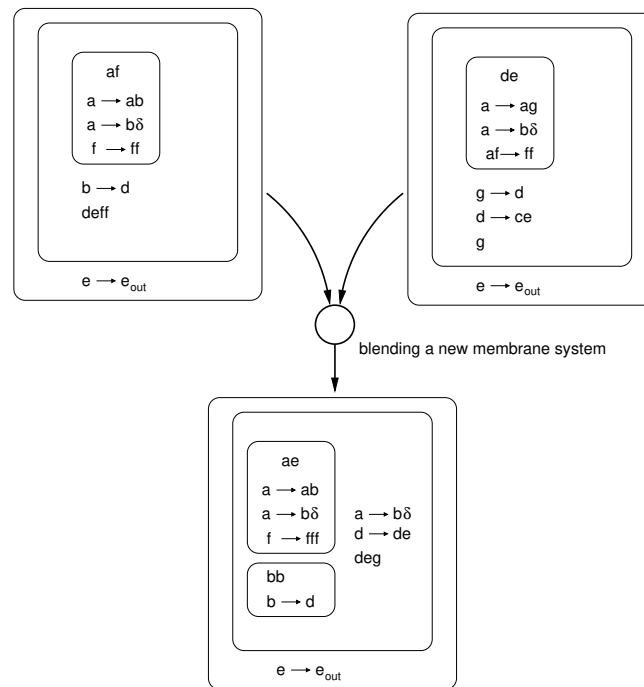 af
a → ab
a → bδ
f → ff
b → d
deff
e → e_out
de
a → ag
a → bδ
af → ff
g → d
d → ce
g
e → e_out
blending a new membrane system
ae
a → ab
a → bδ
f → fff
bb
b → d
a → bδ
d → de
deg
e → e_out